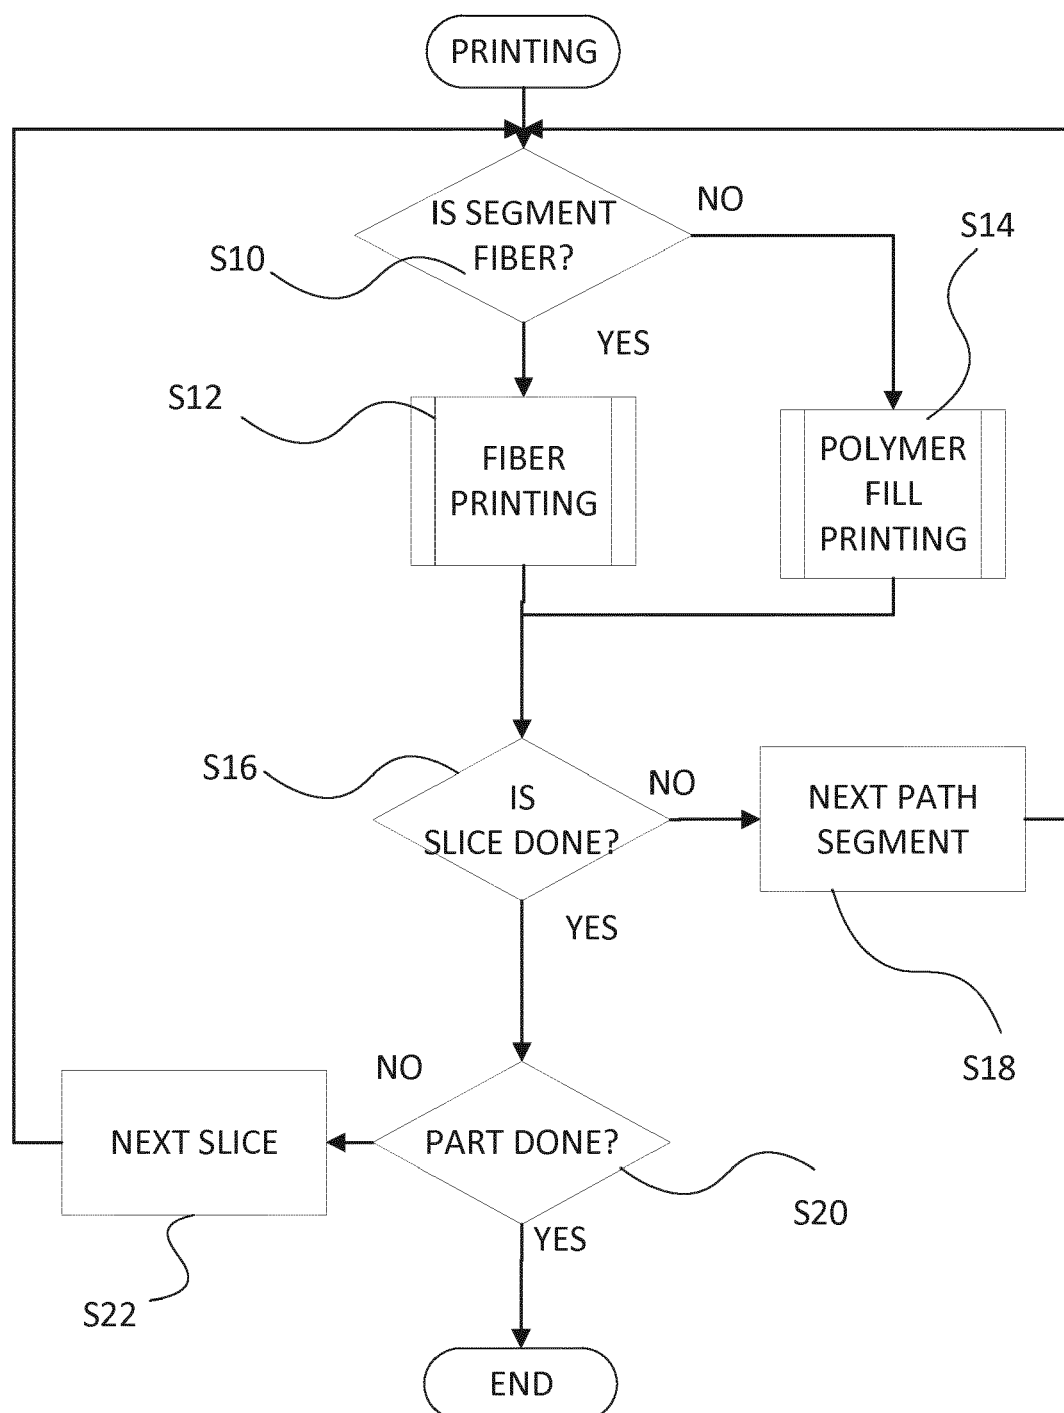 PRINTING
IS SEGMENT
FIBER?
NO
S10
S14
YES
S12
FIBER
PRINTING
POLYMER
FILL
PRINTING
S16
IS
SLICE DONE?
NO
NEXT PATH
SEGMENT
YES
S18
NO
NEXT SLICE
PART DONE?
S20
YES
S22
END